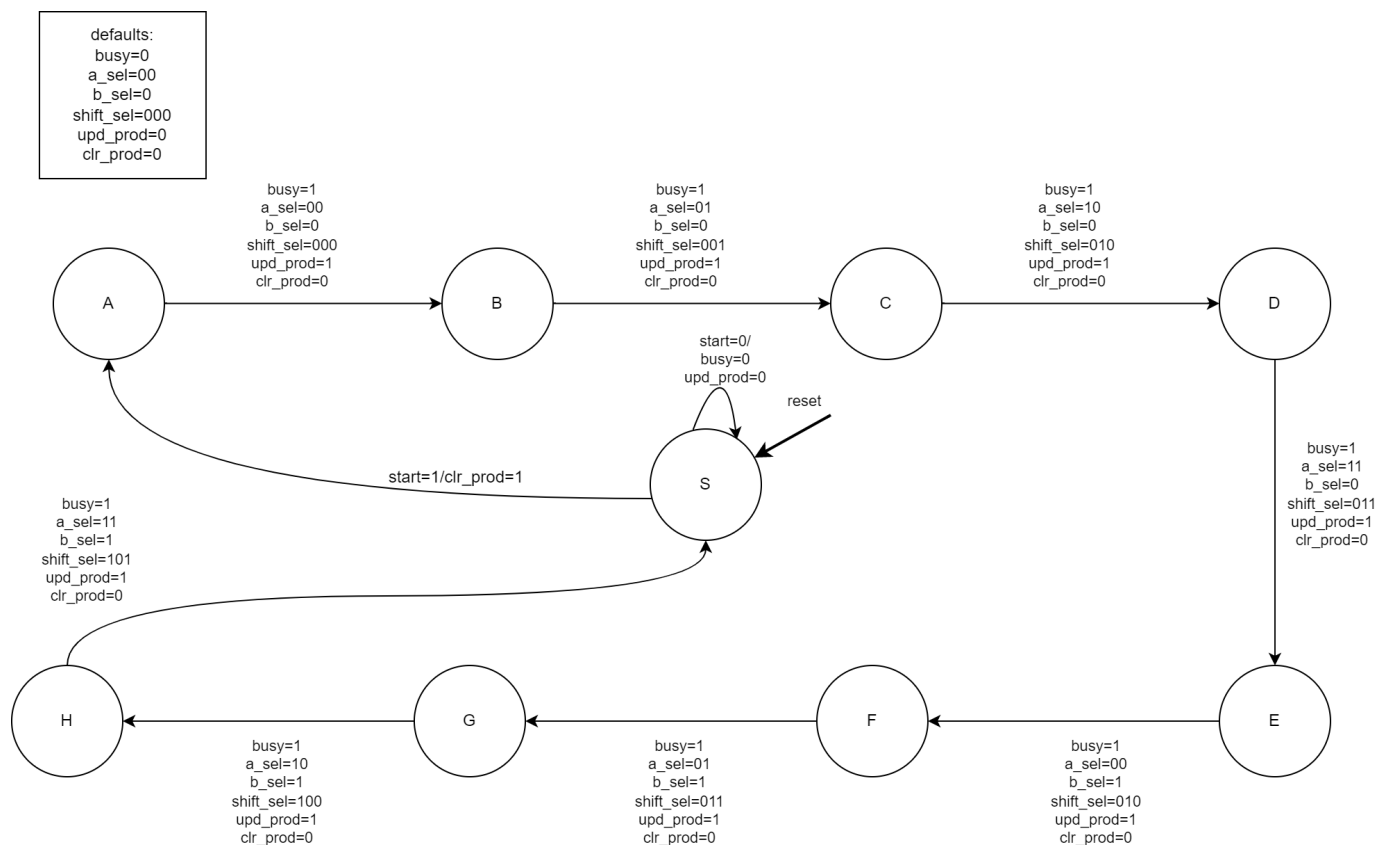 defaults:
busy=0
a_sel=00
b_sel=0
shift_sel=000
upd_prod=0
clr_prod=0
busy=1
a_sel=00
b_sel=0
shift_sel=000
upd_prod=1
clr_prod=0
busy=1
a_sel=01
b_sel=0
shift_sel=001
upd_prod=1
clr_prod=0
busy=1
a_sel=10
b_sel=0
shift_sel=010
upd_prod=1
clr_prod=0
A
B
C
D
start=0/
busy=0
upd_prod=0
reset
S
start=1/clr_prod=1
busy=1
a_sel=11
b_sel=0
shift_sel=011
upd_prod=1
clr_prod=0
busy=1
a_sel=11
b_sel=1
shift_sel=101
upd_prod=1
clr_prod=0
H
G
F
E
busy=1
a_sel=10
b_sel=1
shift_sel=100
upd_prod=1
clr_prod=0
busy=1
a_sel=01
b_sel=1
shift_sel=011
upd_prod=1
clr_prod=0
busy=1
a_sel=00
b_sel=1
shift_sel=010
upd_prod=1
clr_prod=0